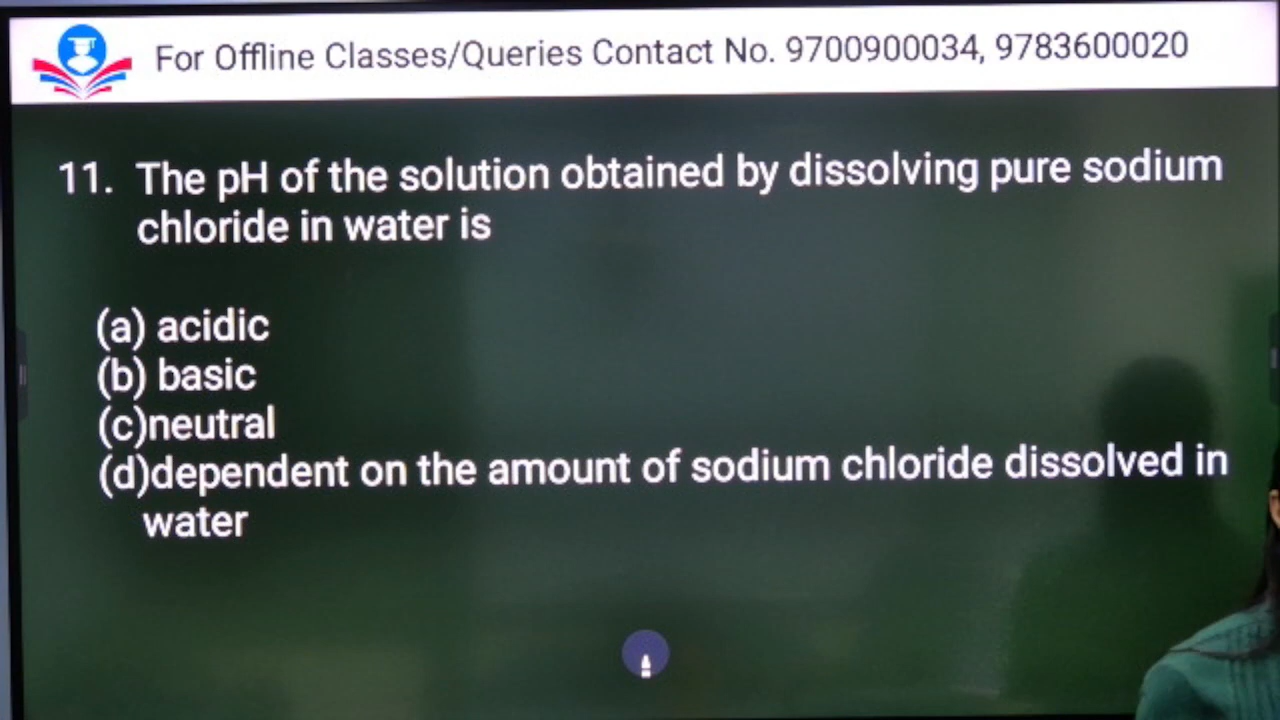 For Offline Classes/Queries Contact No. 9700900034, 9783600020
11. The pH of the solution obtained by dissolving pure sodium
chloride in water is
(a) acidic
(b) basic
(c)neutral
(d)dependent on the amount of sodium chloride dissolved in
water